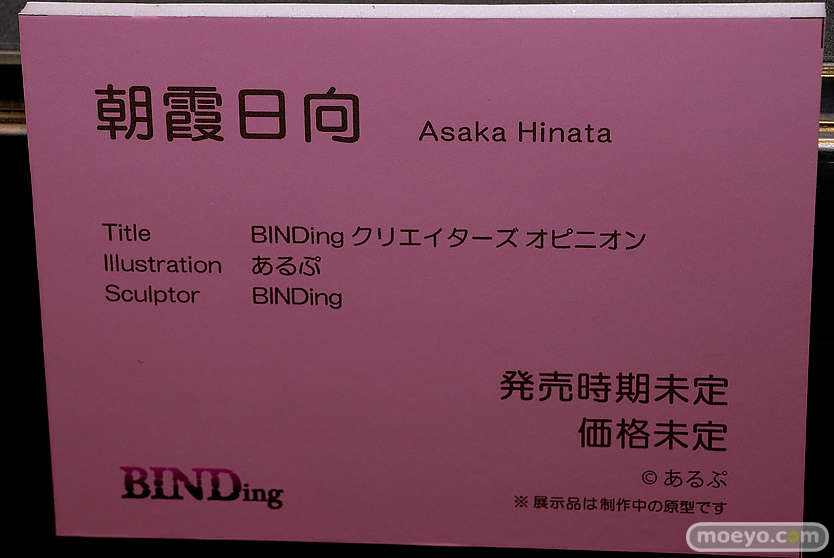 朝霞日向 Asaka Hinata
Title BINDing クリエイターズ オピニオン
Illustration あるぷ
Sculptor BINDing
発売時期未定
価格未定
© あるぷ
※ 展示品は制作中の原型です
BINDing
moeyo.com